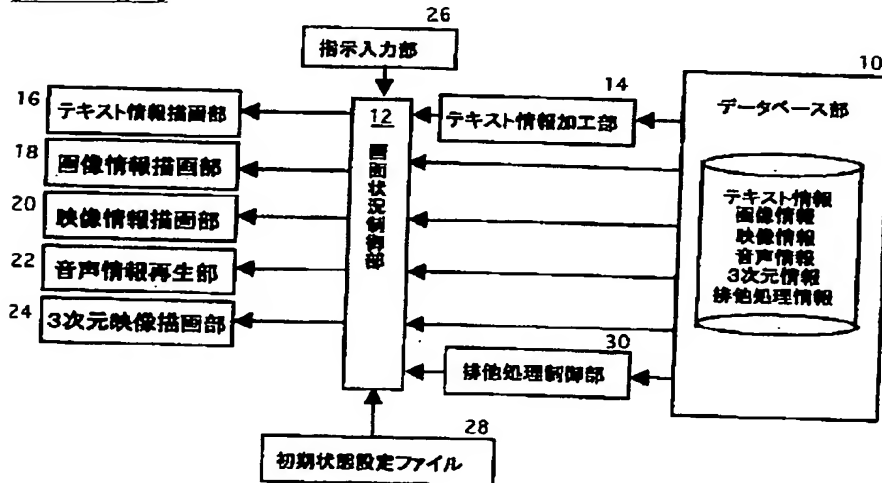 26
指示入力部
10
データベース部
テキスト情報
画像情報
映像情報
音声情報
3次元情報
排他処理情報
14
テキスト情報加工部
12
画面状況制御部
16
テキスト情報描画部
18
画像情報描画部
20
映像情報描画部
22
音声情報再生部
24
3次元映像描画部
30
排他処理制御部
28
初期状態設定ファイル